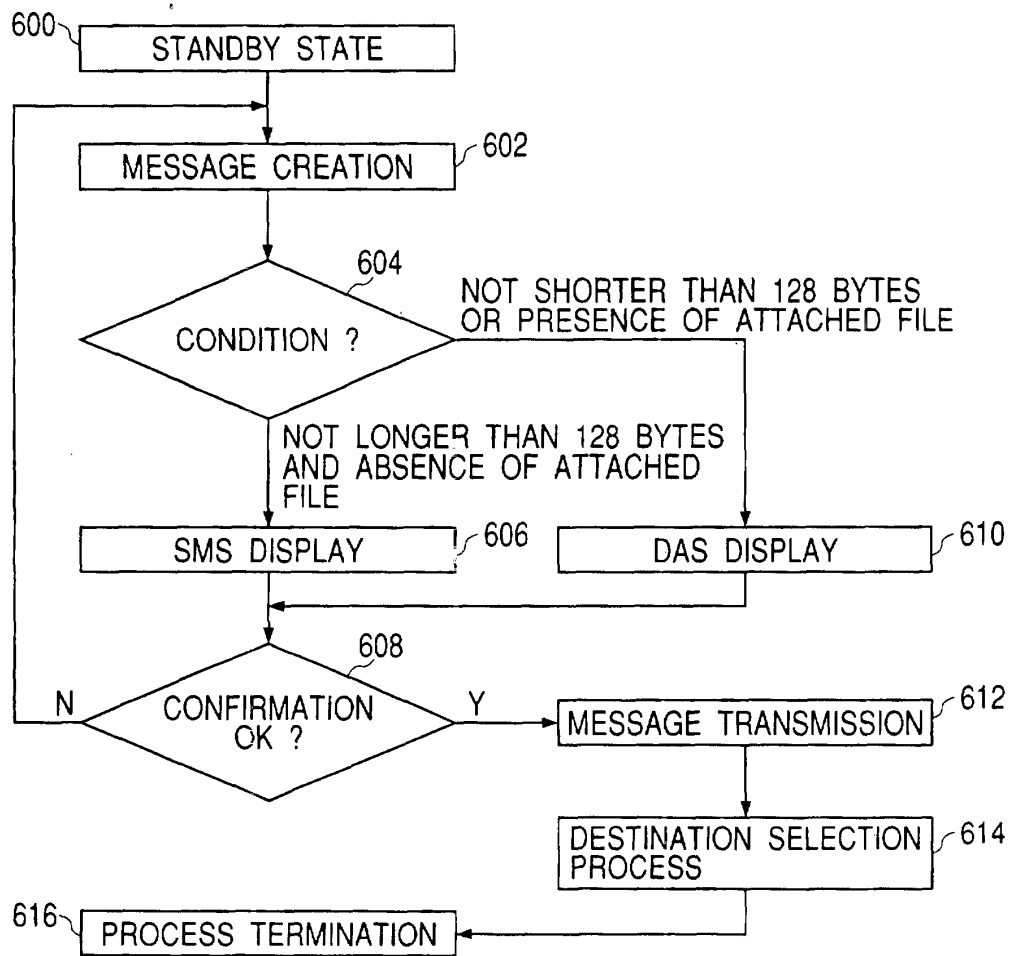 600
STANDBY STATE
MESSAGE CREATION
602
604
CONDITION ?
NOT SHORTER THAN 128 BYTES
OR PRESENCE OF ATTACHED FILE
NOT LONGER THAN 128 BYTES
AND ABSENCE OF ATTACHED
FILE
SMS DISPLAY
606
DAS DISPLAY
610
608
N
CONFIRMATION
OK ?
Y
MESSAGE TRANSMISSION
612
DESTINATION SELECTION
PROCESS
614
616
PROCESS TERMINATION